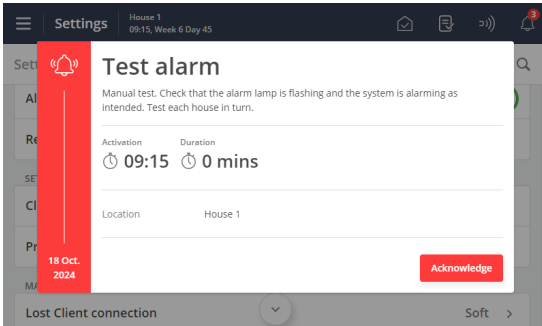 Settings
House 1
09:15, Week 6 Day 45
3
Test alarm
Manual test. Check that the alarm lamp is flashing and the system is alarming as
intended. Test each house in turn.
Activation
Duration
09:15
0 mins
Location
House 1
18 Oct.
2024
Acknowledge
Lost Client connection
Soft